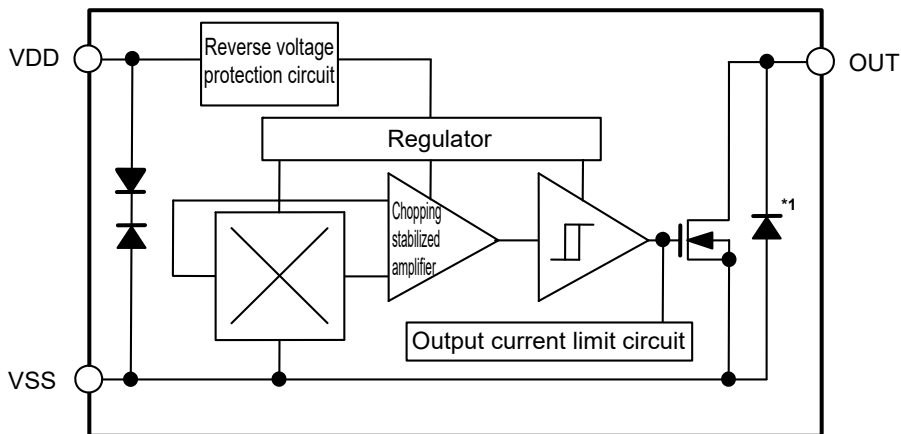 VDD
Reverse voltage
protection circuit
OUT
Regulator
Chopping
stabilized
amplifier
*1
Output current limit circuit
VSS